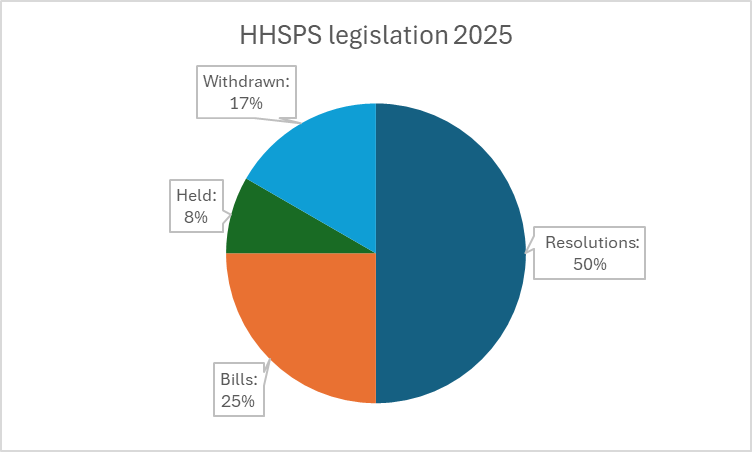 HHSPS legislation 2025
Withdrawn:
17%
Held:
8%
Resolutions:
50%
Bills:
25%